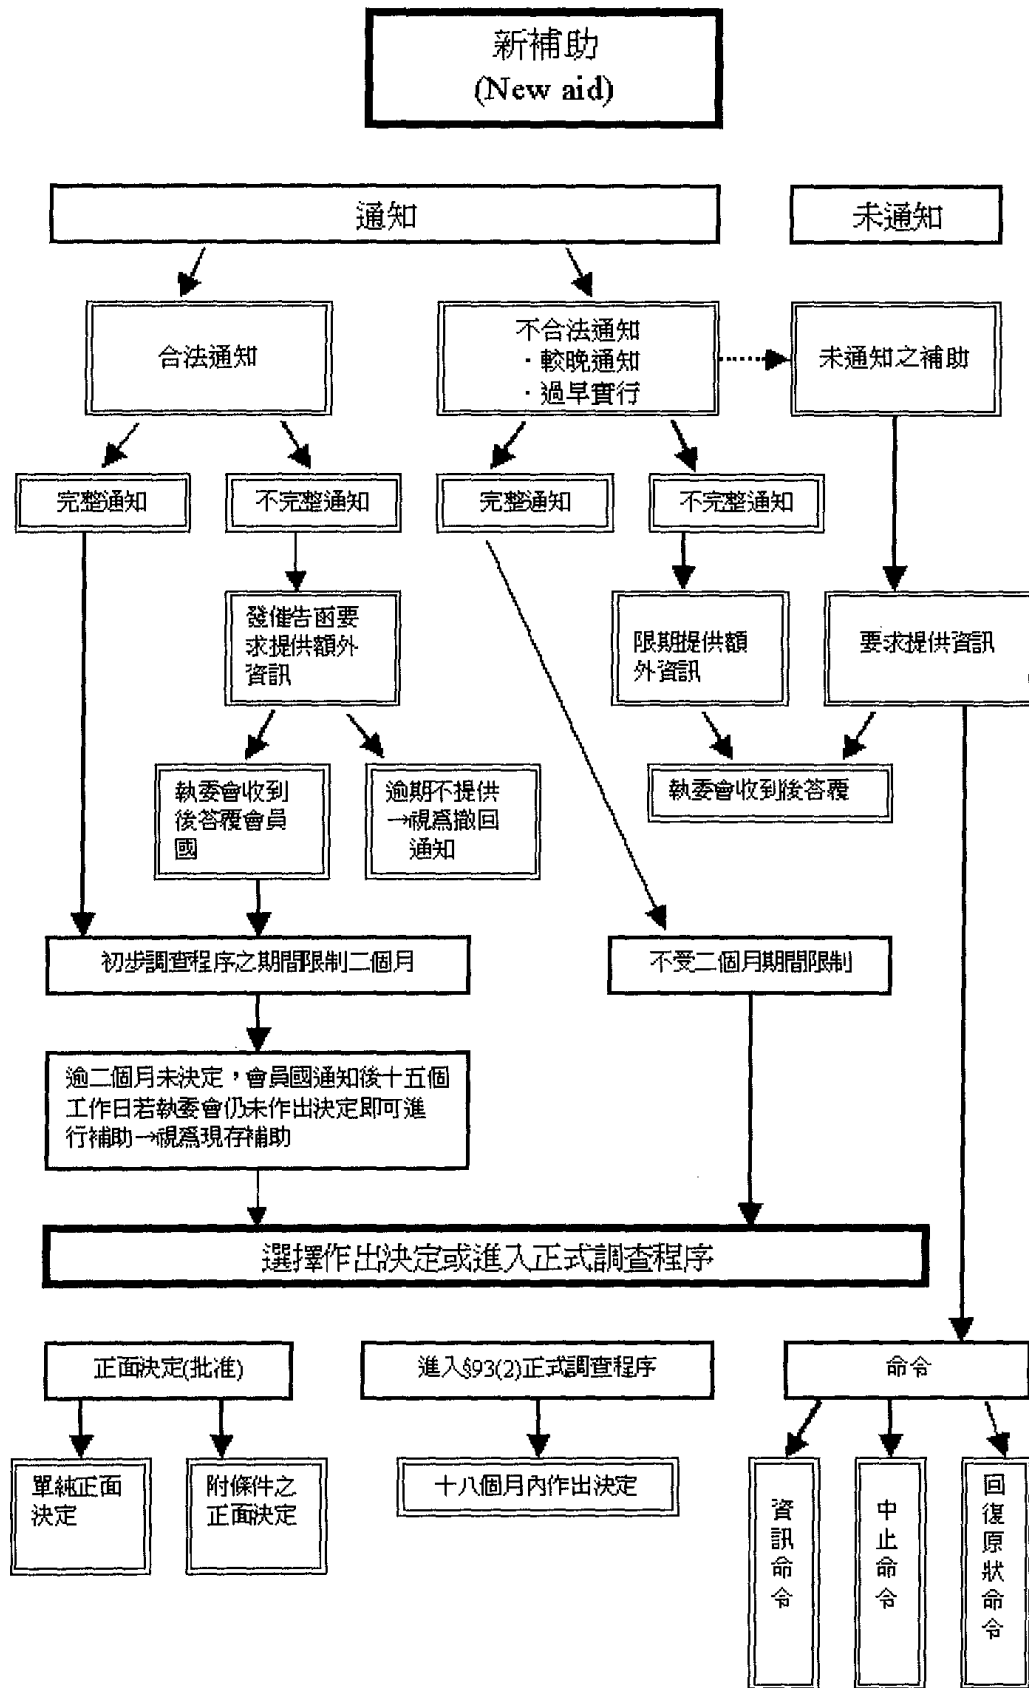 新補助
(New aid)
通知
未通知
合法通知
不合法通知
・較晚通知
・過早實行
未通知之補助
完整通知
不完整通知
完整通知
不完整通知
發催告函要
求提供額外
資訊
限期提供額
外資訊
要求提供資訊
執委會收到
後答覆會員
國
逾期不提供
→視為撤回
通知
執委會收到後答覆
初步調查程序之期間限制二個月
不受二個月期間限制
逾二個月未決定，會員國通知後十五個
工作日若執委會仍未作出決定即可進
行補助→視為現存補助
選擇作出決定或進入正式調查程序
正面決定(批准)
進入§93(2)正式調查程序
命令
單純正面
決定
附條件之
正面決定
十八個月內作出決定
資訊命令
中止命令
回復原狀命令